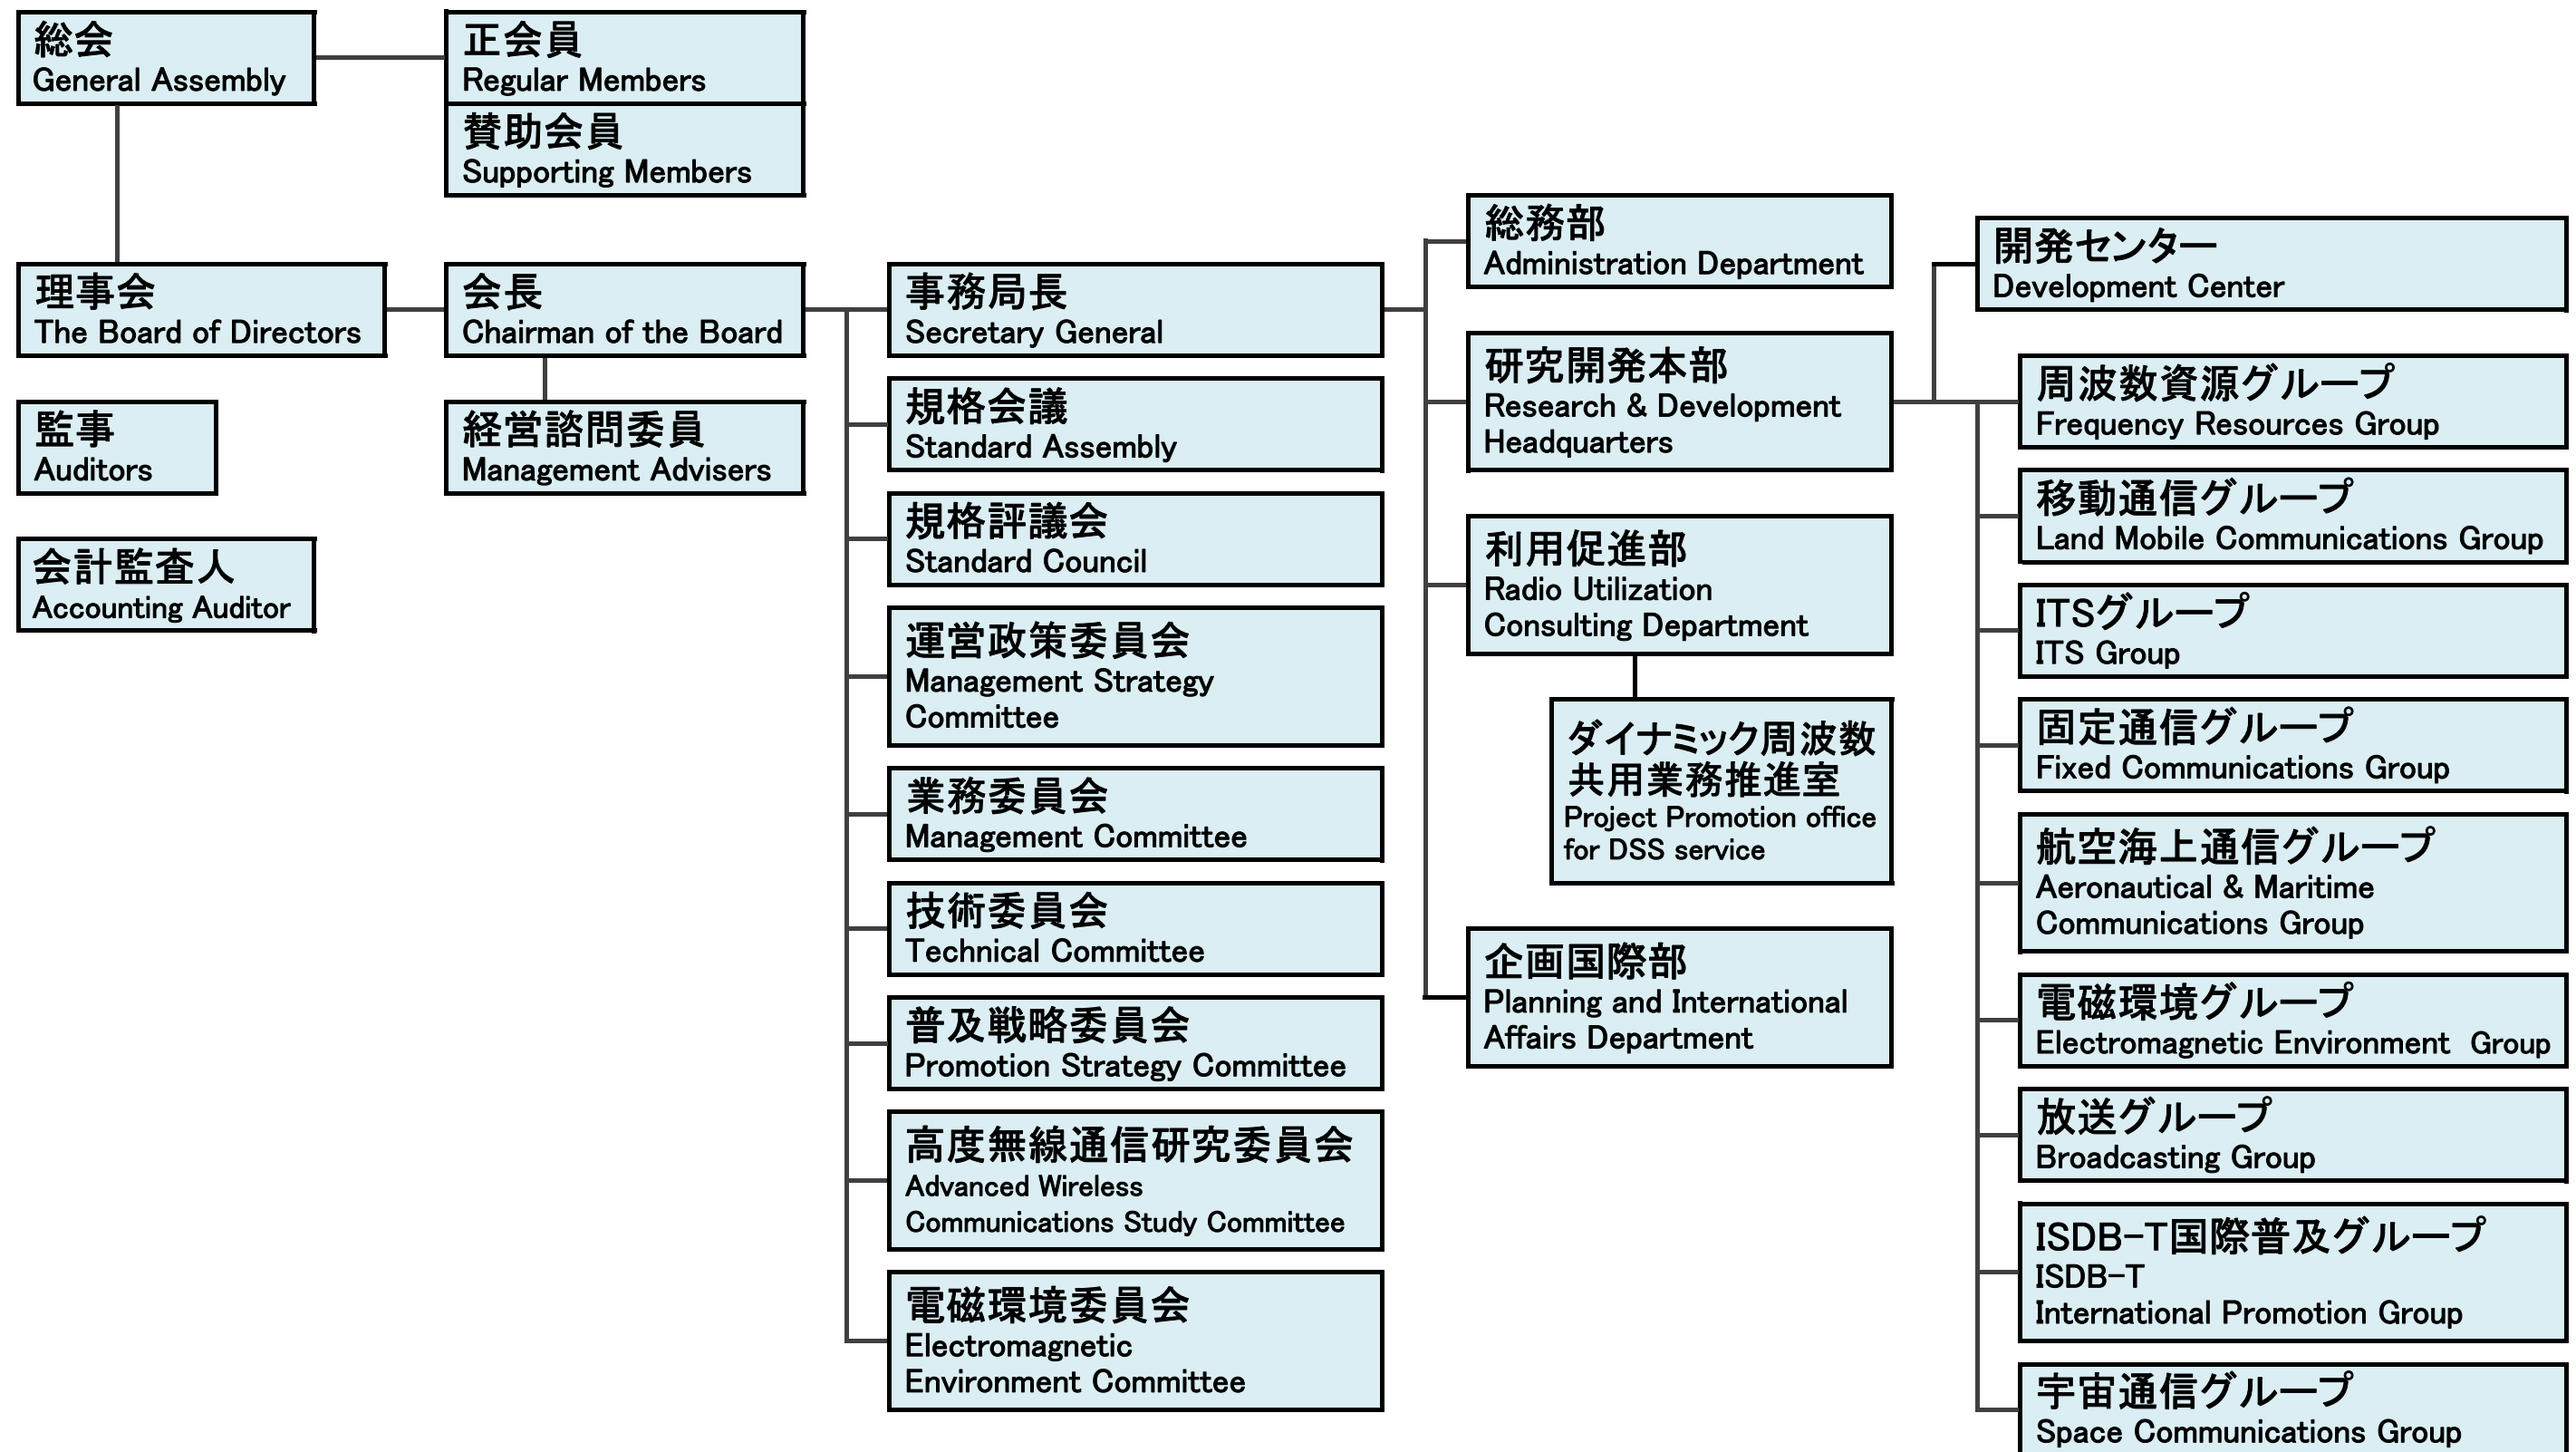 総会
General Assembly
正会員
Regular Members
賛助会員
Supporting Members
理事会
The Board of Directors
会長
Chairman of the Board
監事
Auditors
経営諮問委員
Management Advisers
会計監査人
Accounting Auditor
事務局長
Secretary General
規格会議
Standard Assembly
規格評議会
Standard Council
運営政策委員会
Management Strategy
Committee
業務委員会
Management Committee
技術委員会
Technical Committee
普及戦略委員会
Promotion Strategy Committee
高度無線通信研究委員会
Advanced Wireless
Communications Study Committee
電磁環境委員会
Electromagnetic
Environment Committee
総務部
Administration Department
研究開発本部
Research & Development
Headquarters
利用促進部
Radio Utilization
Consulting Department
ダイナミック周波数
共用業務推進室
Project Promotion office
for DSS service
企画国際部
Planning and International
Affairs Department
開発センター
Development Center
周波数資源グループ
Frequency Resources Group
移動通信グループ
Land Mobile Communications Group
ITSグループ
ITS Group
固定通信グループ
Fixed Communications Group
航空海上通信グループ
Aeronautical & Maritime
Communications Group
電磁環境グループ
Electromagnetic Environment Group
放送グループ
Broadcasting Group
ISDB-T国際普及グループ
ISDB-T
International Promotion Group
宇宙通信グループ
Space Communications Group